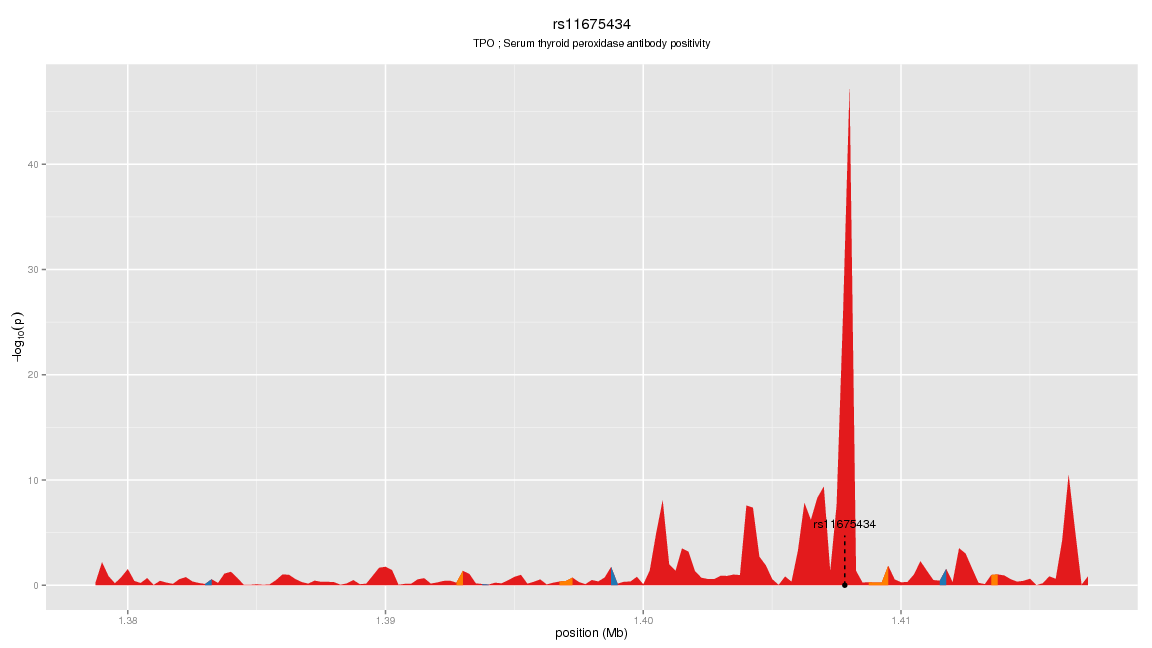 rs11675434
TPO ; Serum thyroid peroxidase antibody positivity
40
30
20
10
0
−log10(p)
rs11675434
1.38
1.39
1.40
1.41
position (Mb)